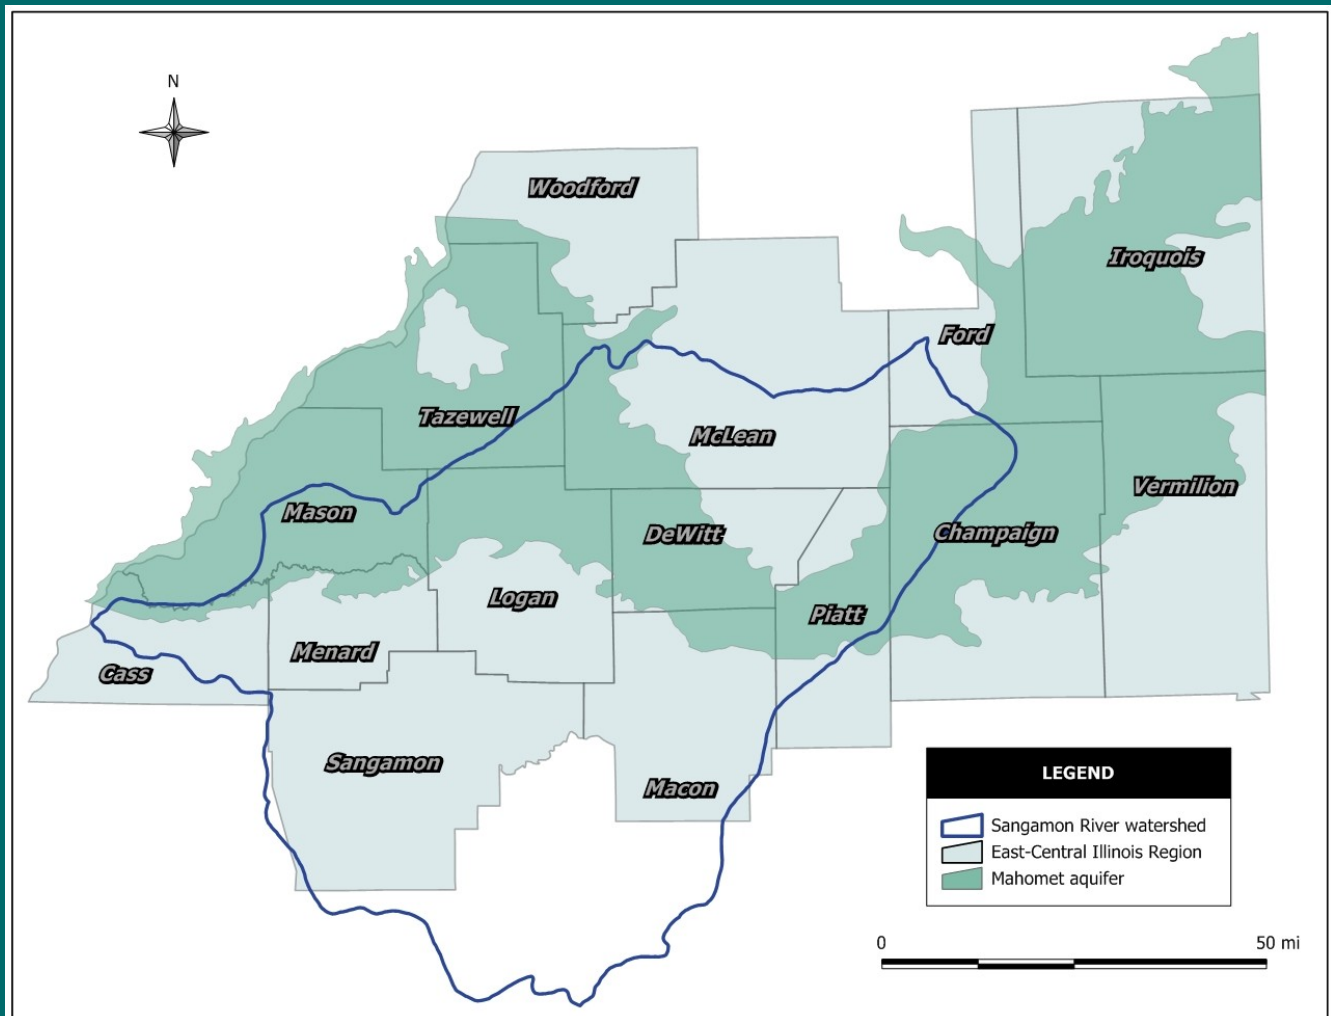 N
Woodford
Iroquois
Ford
Tazewell
McLean
Vermilion
Mason
DeWitt
Champaign
Logan
Piatt
Menard
Cass
Sangamon
Macon
LEGEND
Sangamon River watershed
East-Central Illinois Region
Mahomet aquifer
0 50 mi